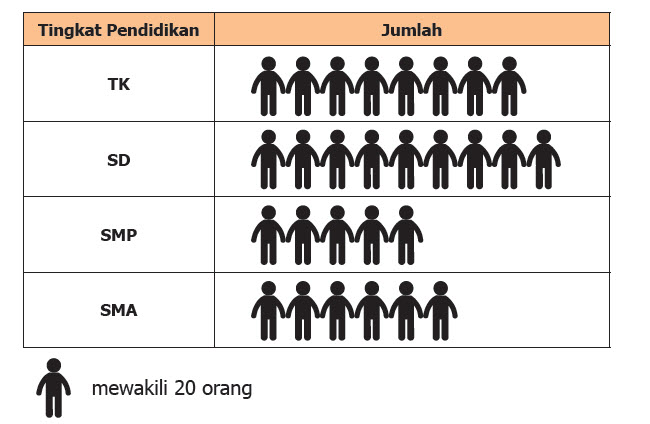 Tingkat Pendidikan Jumlah
TK
SD
SMP
SMA
mewakili 20 orang